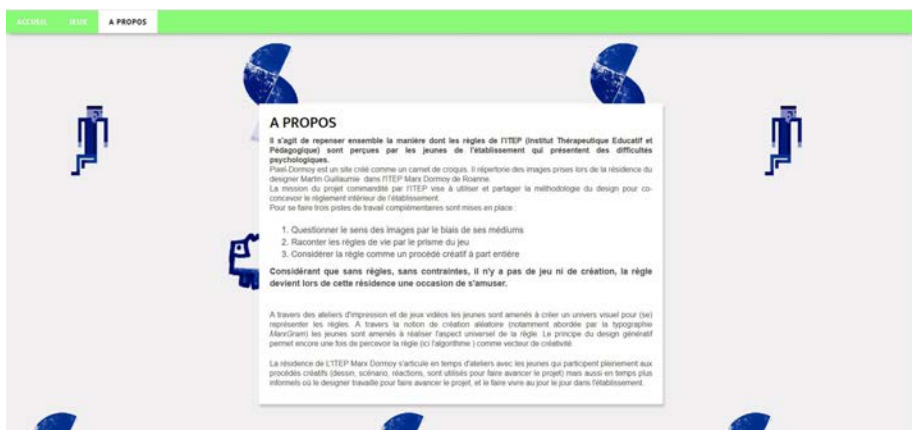 ACCUEIL JEUX A PROPOS
A PROPOS
Il s'agit de repenser ensemble la manière dont les règles de l'ITEP (Institut Thérapeutique Educatif et
Pédagogique) sont perçues par les jeunes de l'établissement qui présentent des difficultés
psychologiques.
Pixel-Dormoy est un site créé comme un carnet de croquis. Il répertorie des images prises lors de la résidence du
designer Martin Guillaumie dans l'ITEP Marx Dormoy de Roanne.
La mission du projet commandité par l'ITEP vise à utiliser et partager la méthodologie du design pour co-
concevoir le règlement intérieur de l'établissement.
Pour se faire trois pistes de travail complémentaires sont mises en place :
1. Questionner le sens des images par le biais de ses médiums
2. Raconter les règles de vie par le prisme du jeu
3. Considérer la règle comme un procédé créatif à part entière
Considérant que sans règles, sans contraintes, il n'y a pas de jeu ni de création, la règle
devient lors de cette résidence une occasion de s'amuser.
A travers des ateliers d'impression et de jeux vidéos les jeunes sont amenés à créer un univers visuel pour (se)
représenter les règles. A travers la notion de création aléatoire (notamment abordée par la typographie
MarxGram) les jeunes sont amenés à réaliser l'aspect universel de la règle. Le principe du design génératif
permet encore une fois de percevoir la règle (ici l'algorithme ) comme vecteur de créativité.
La résidence de L'ITEP Marx Dormoy s'articule en temps d'ateliers avec les jeunes qui participent pleinement aux
procédés créatifs (dessin, scénario, réactions, sont utilisés pour faire avancer le projet) mais aussi en temps plus
informels où le designer travaille pour faire avancer le projet, et le faire vivre au jour le jour dans l'établissement.